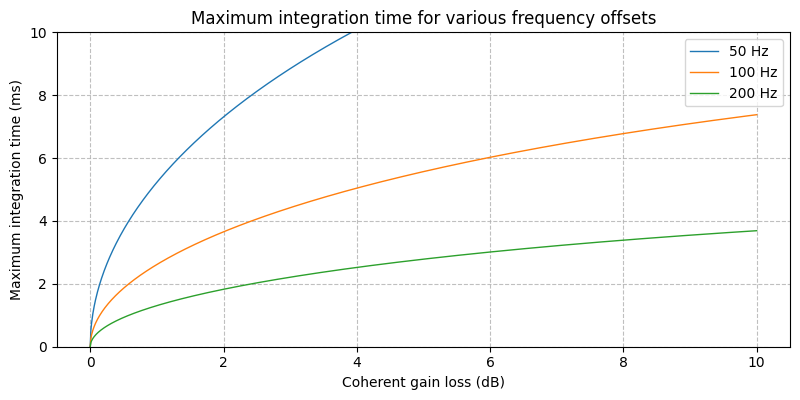 Maximum integration time for various frequency offsets
Maximum integration time (ms)
10
8
6
4
2
0
50 Hz
100 Hz
200 Hz
0 2 4 6 8 10
Coherent gain loss (dB)